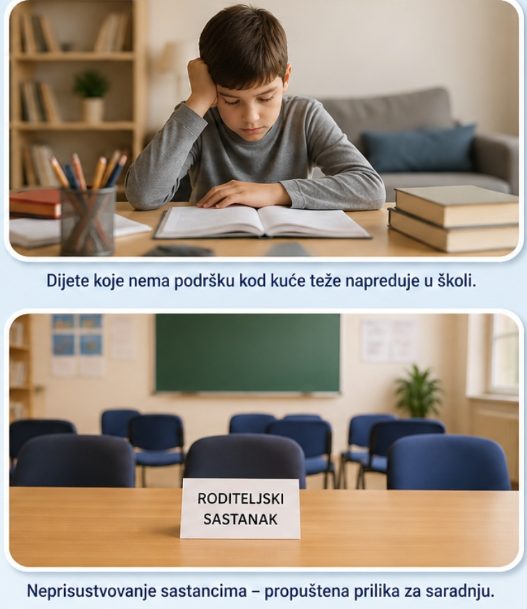 Dijete koje nema podršku kod kuće teže napreduje u školi.
RODITELJSKI
SASTANAK
Neprisustvovanje sastancima – propuštena prilika za saradnju.